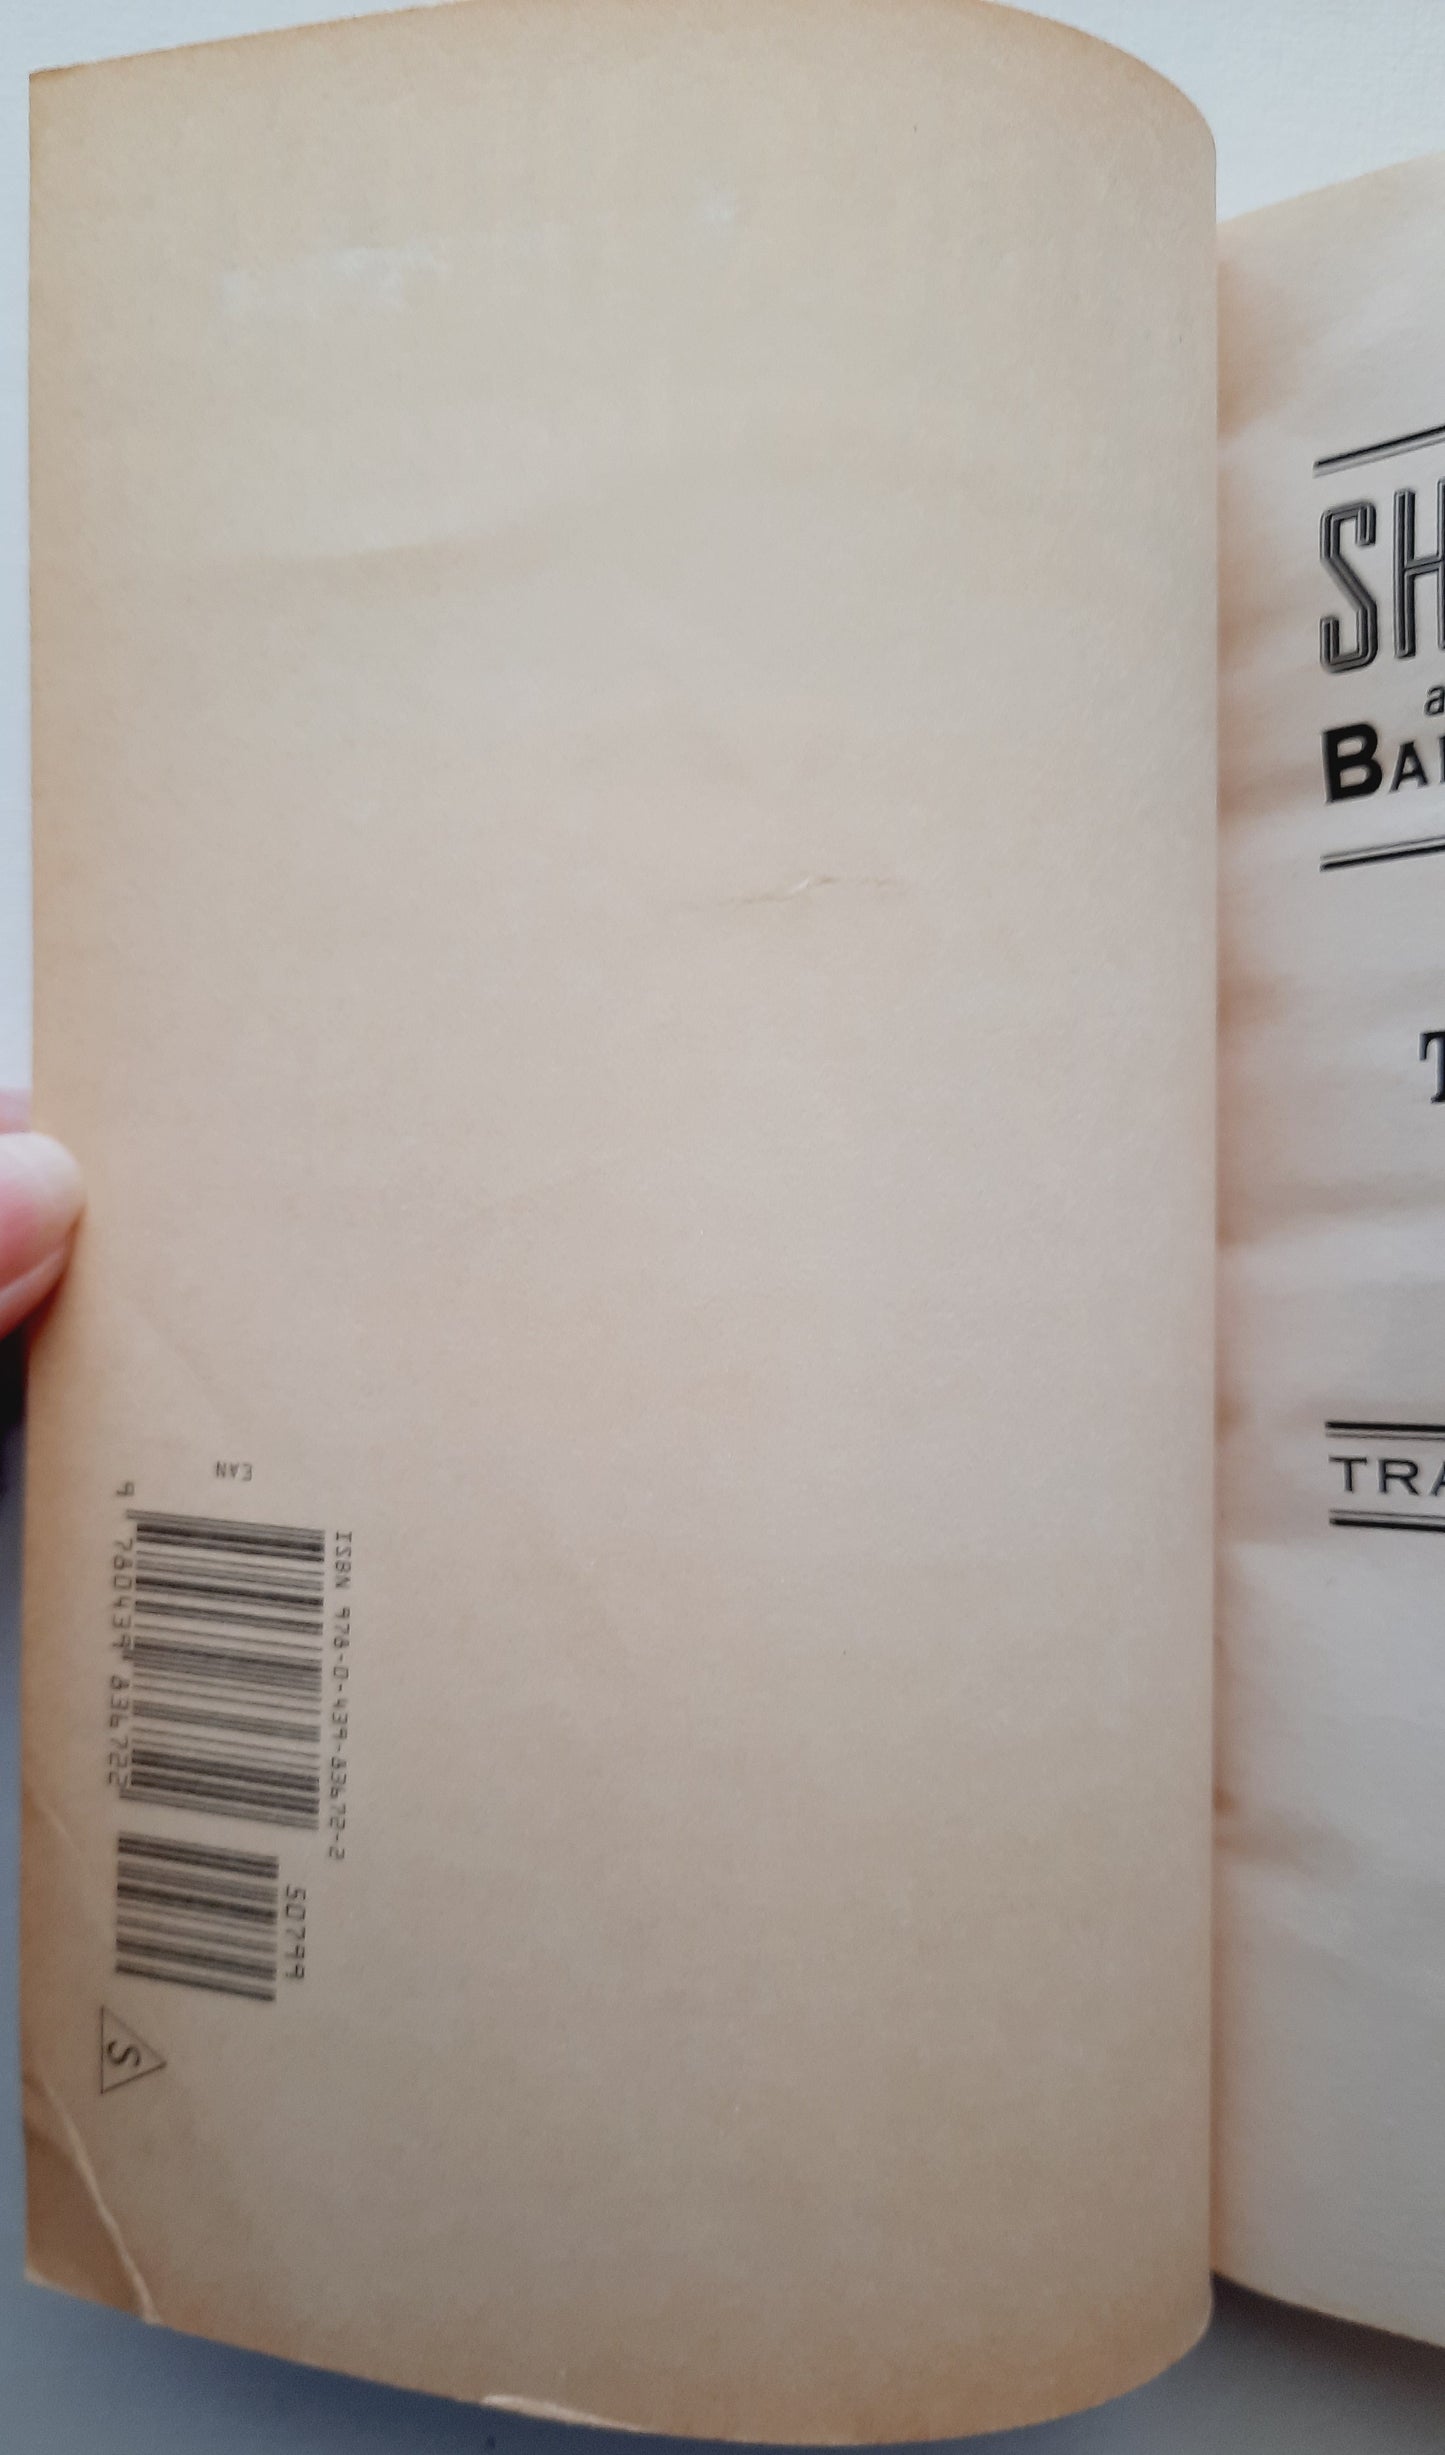 EAN
ISBN 978-0-439-83672-2
9 780439 836722
50799
S
SH
a
BA
T
TRA